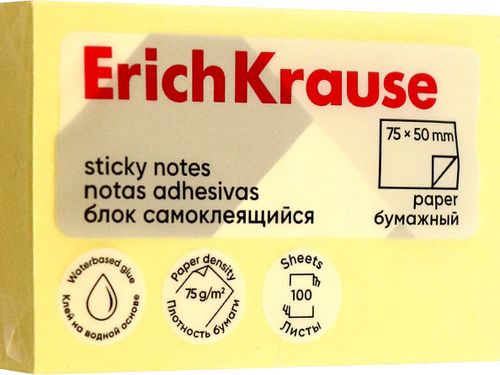 ErichKrause
75 × 50 mm
sticky notes
notas adhesivas
блок самоклеящийся
paper
бумажный
Waterbased glue
Клей на водной основе
Paper density
75 g/m²
Плотность бумаги
Sheets
100
Листы